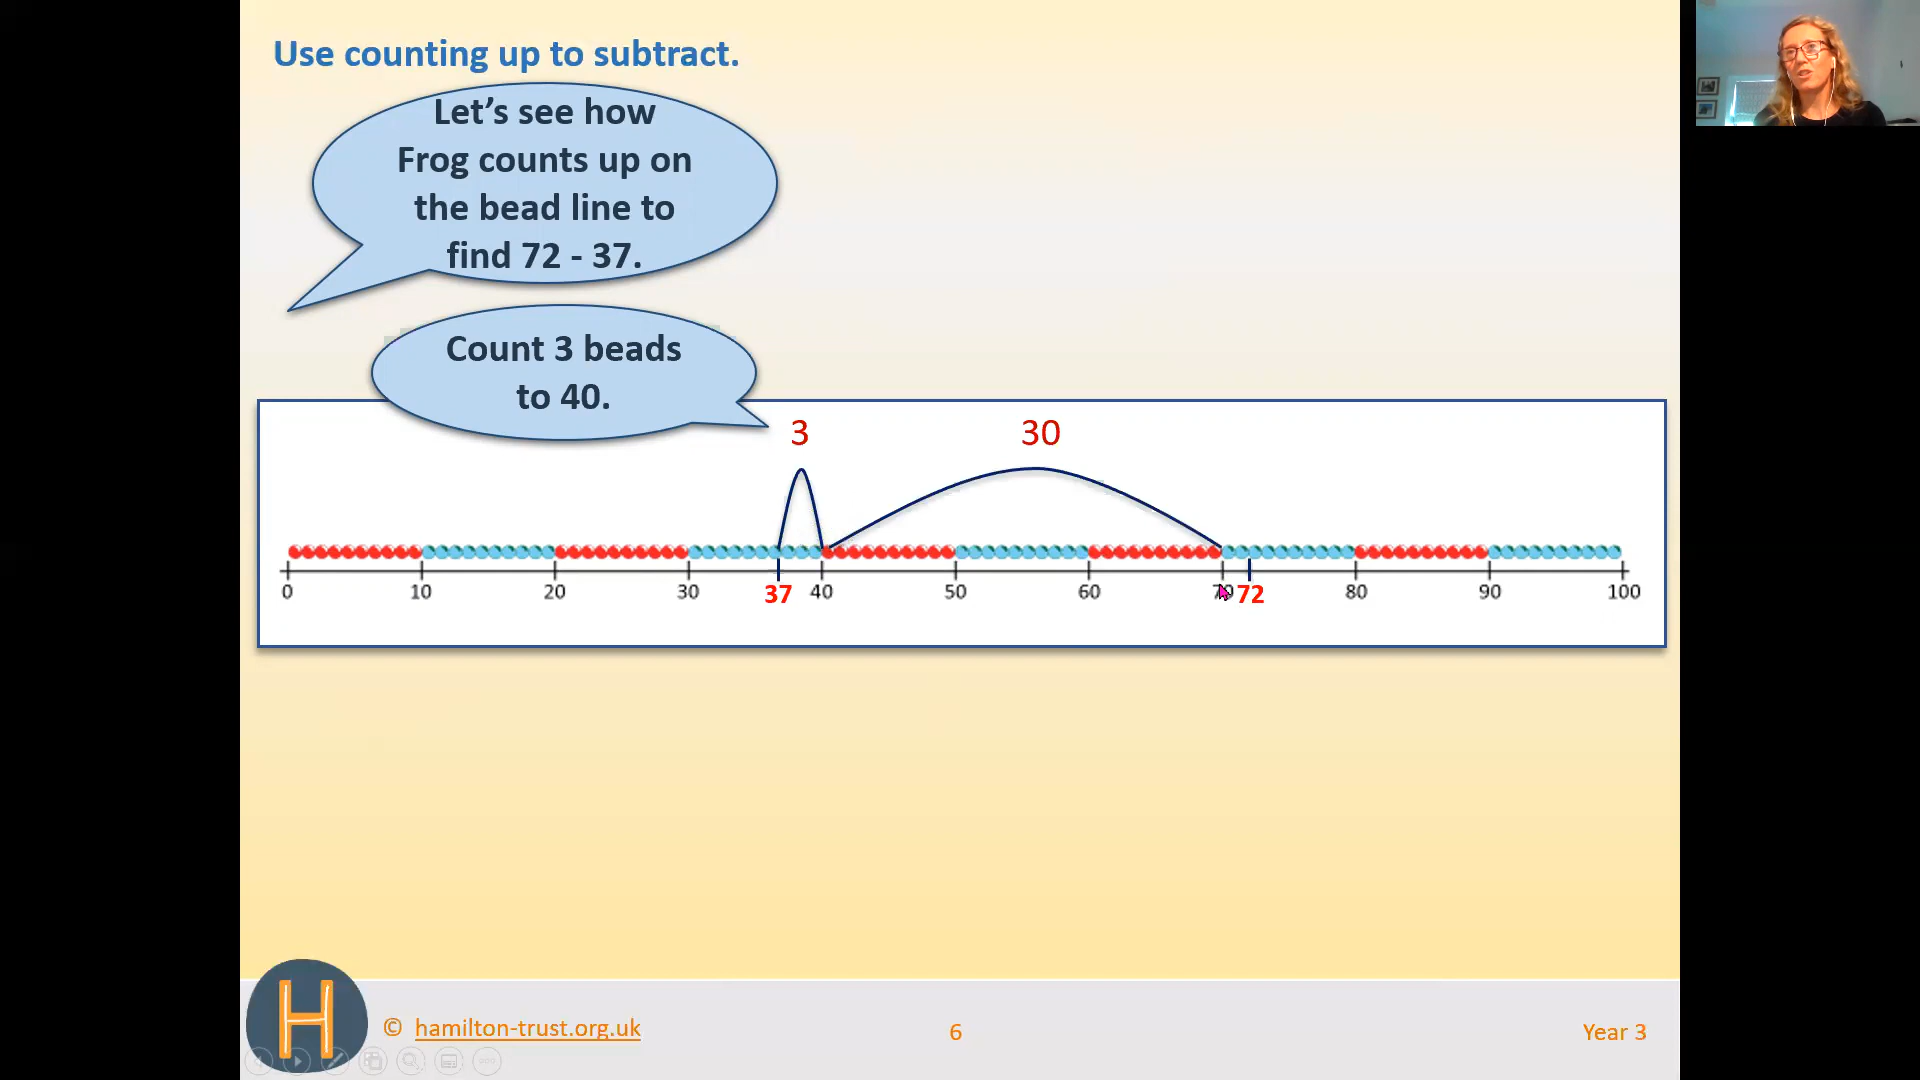 Use counting up to subtract.
Let’s see how
Frog counts up on
the bead line to
find 72 - 37.
Count 3 beads
to 40.
3 30
0 10 20 30 37 40 50 60 70 72 80 90 100
H
© hamilton-trust.org.uk 6 Year 3